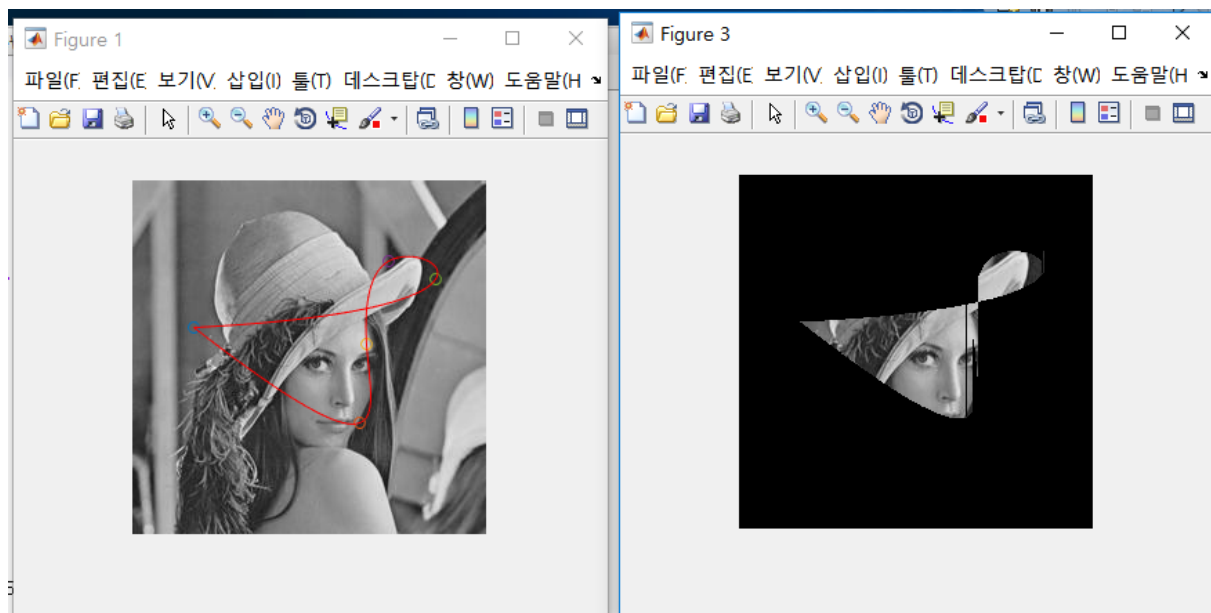 Figure 1
파일(F. 편집(E 보기(V. 삽입(I) 툴(T) 데스크탑(D 창(W) 도움말(H
Figure 3
파일(F. 편집(E 보기(V. 삽입(I) 툴(T) 데스크탑(D 창(W) 도움말(H